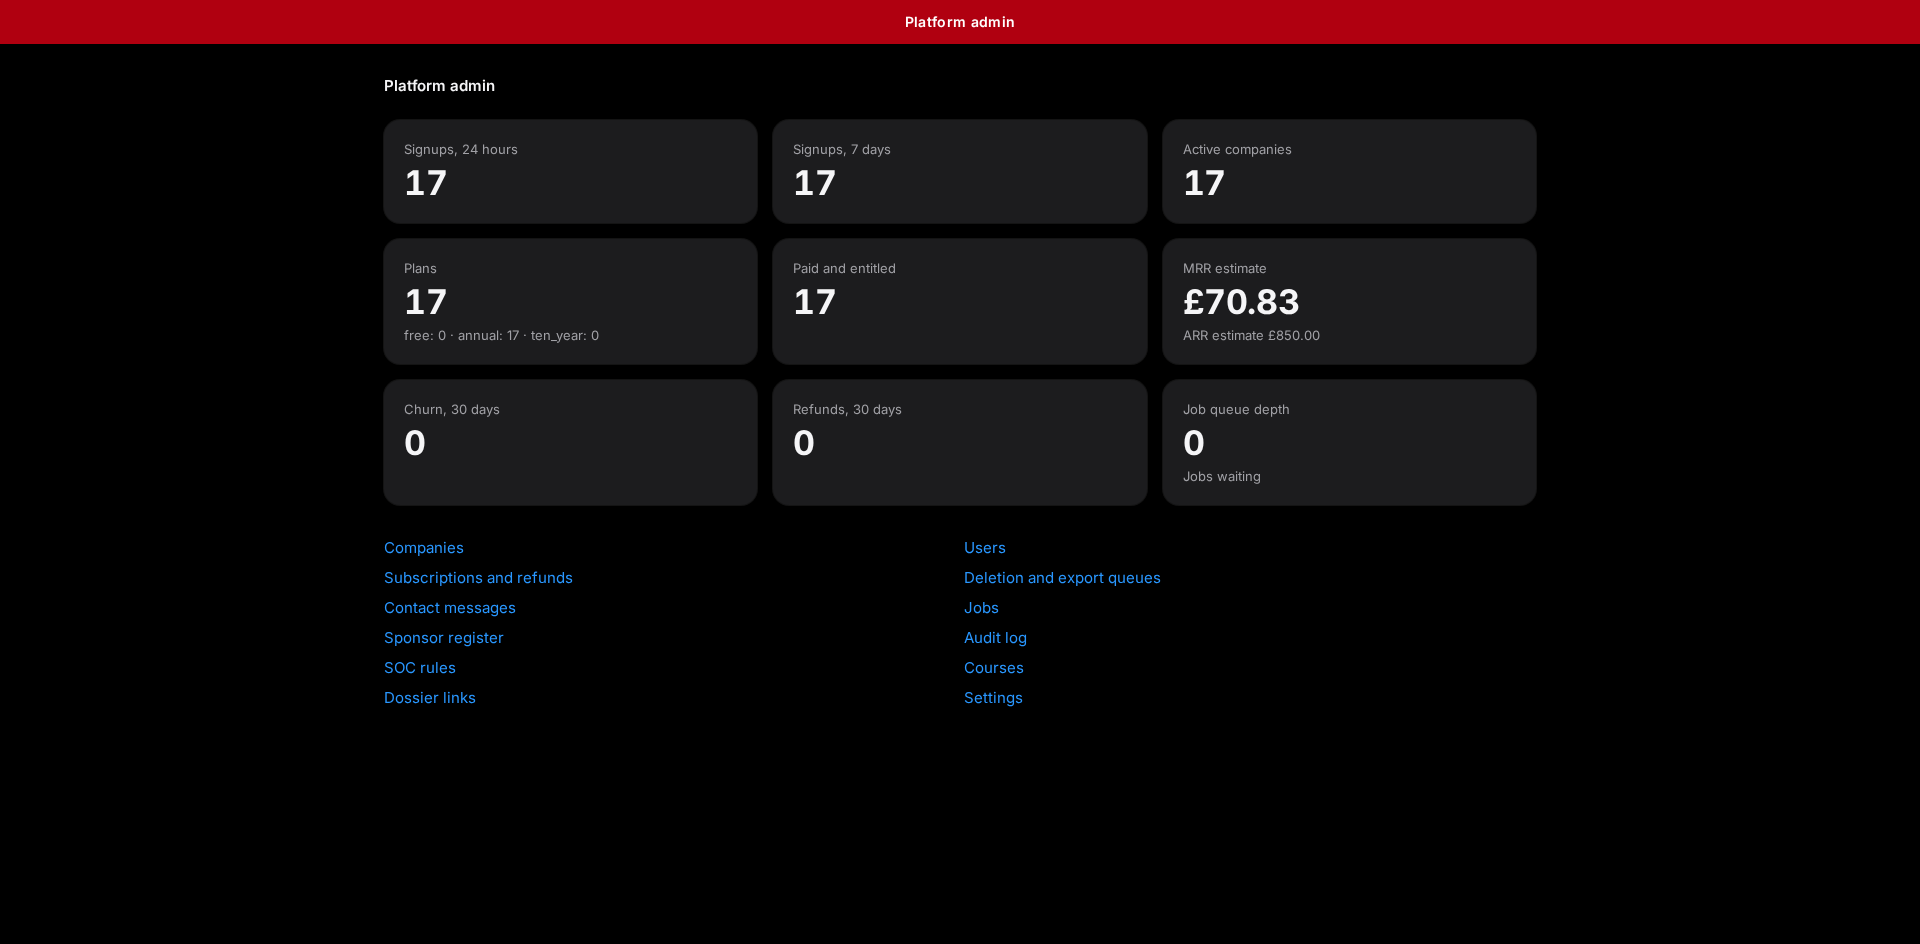 Platform admin
Platform admin
Signups, 24 hours
17
Signups, 7 days
17
Active companies
17
Plans
17
free: 0 · annual: 17 · ten_year: 0
Paid and entitled
17
MRR estimate
£70.83
ARR estimate £850.00
Churn, 30 days
0
Refunds, 30 days
0
Job queue depth
0
Jobs waiting
Companies
Users
Subscriptions and refunds
Deletion and export queues
Contact messages
Jobs
Sponsor register
Audit log
SOC rules
Courses
Dossier links
Settings